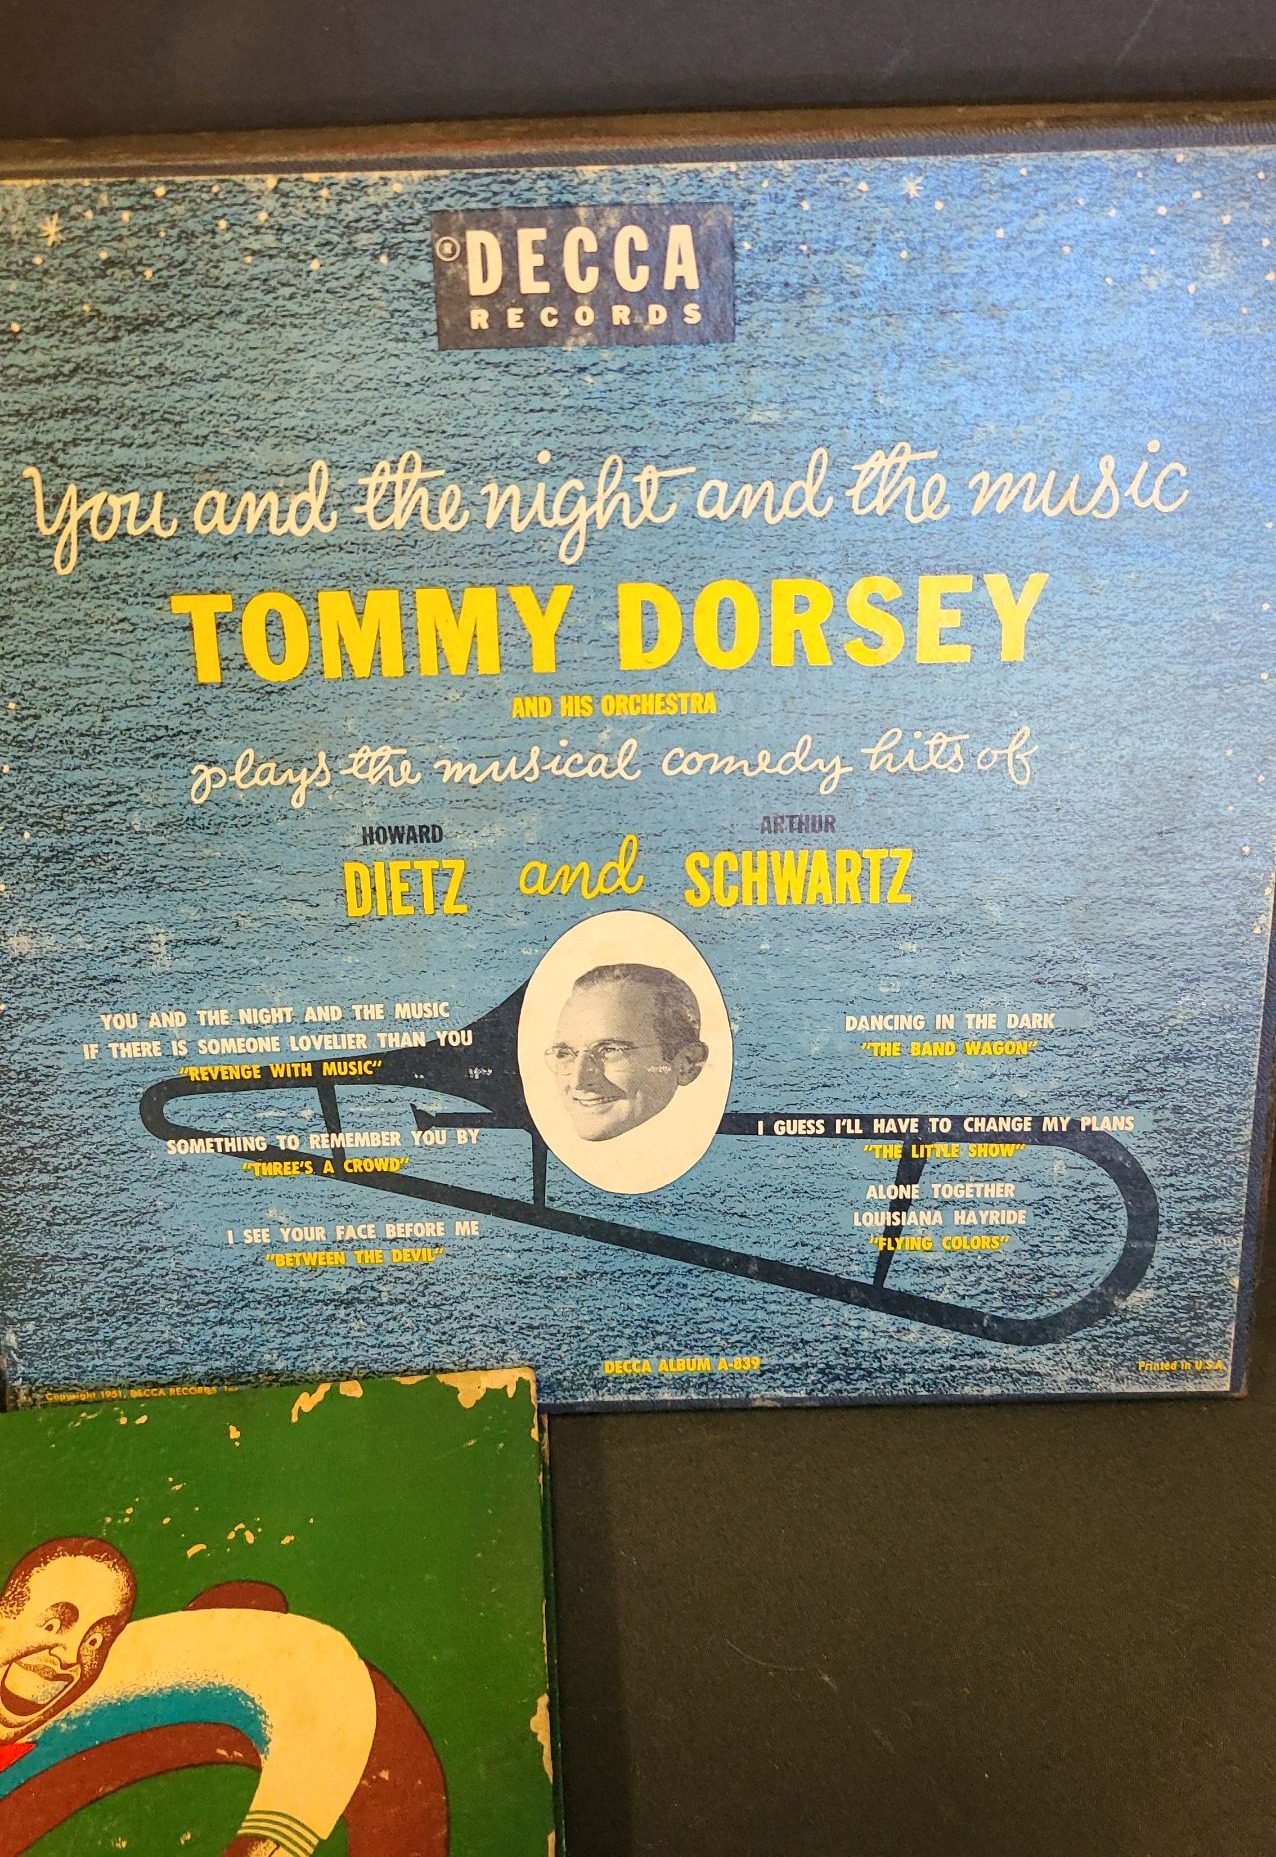 ® DECCA
RECORDS
You and the night and the music
TOMMY DORSEY
AND HIS ORCHESTRA
plays the musical comedy hits of
HOWARD
DIETZ
and
ARTHUR
SCHWARTZ
YOU AND THE NIGHT AND THE MUSIC
IF THERE IS SOMEONE LOVELIER THAN YOU
"REVENGE WITH MUSIC"
SOMETHING TO REMEMBER YOU BY
"THREE'S A CROWD"
I SEE YOUR FACE BEFORE ME
"BETWEEN THE DEVIL"
DANCING IN THE DARK
"THE BAND WAGON"
I GUESS I'LL HAVE TO CHANGE MY PLANS
"THE LITTLE SHOW"
ALONE TOGETHER
LOUISIANA HAYRIDE
"FLYING COLORS"
DECCA ALBUM A-839
Printed in U.S.A.
Copyright 1951, DECCA RECORDS